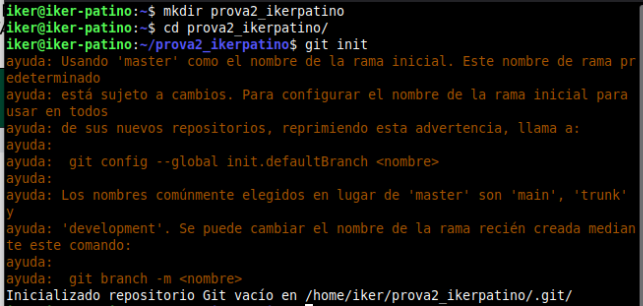 iker@iker-patino:~$ mkdir prova2_ikerpatino
iker@iker-patino:~$ cd prova2_ikerpatino/
iker@iker-patino:~/prova2_ikerpatino$ git init
ayuda: Usando 'master' como el nombre de la rama inicial. Este nombre de rama pr
edeterminado
ayuda: está sujeto a cambios. Para configurar el nombre de la rama inicial para
usar en todos
ayuda: de sus nuevos repositorios, reprimiendo esta advertencia, llama a:
ayuda:
ayuda:  git config --global init.defaultBranch <nombre>
ayuda:
ayuda: Los nombres comúnmente elegidos en lugar de 'master' son 'main', 'trunk'
y
ayuda: 'development'. Se puede cambiar el nombre de la rama recién creada median
te este comando:
ayuda:
ayuda:  git branch -m <nombre>
Inicializado repositorio Git vacío en /home/iker/prova2_ikerpatino/.git/